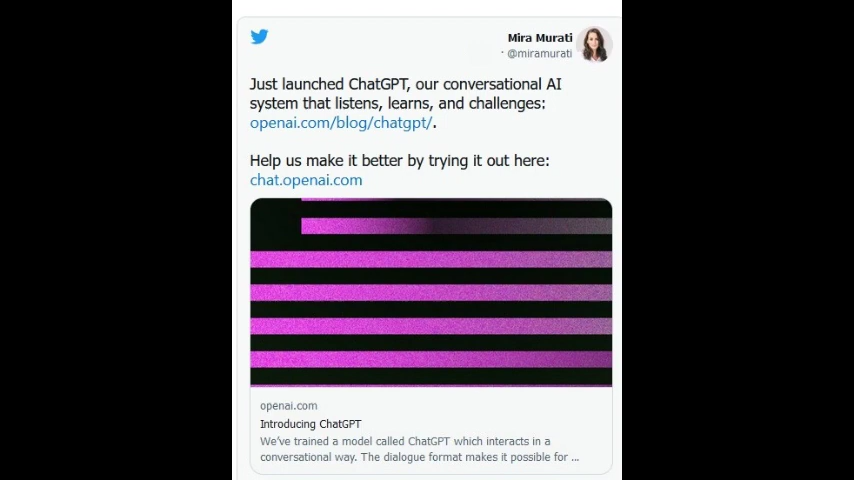 Mira Murati
· @miramurati
Just launched ChatGPT, our conversational AI
system that listens, learns, and challenges:
openai.com/blog/chatgpt/.
Help us make it better by trying it out here:
chat.openai.com
openai.com
Introducing ChatGPT
We've trained a model called ChatGPT which interacts in a
conversational way. The dialogue format makes it possible for ...